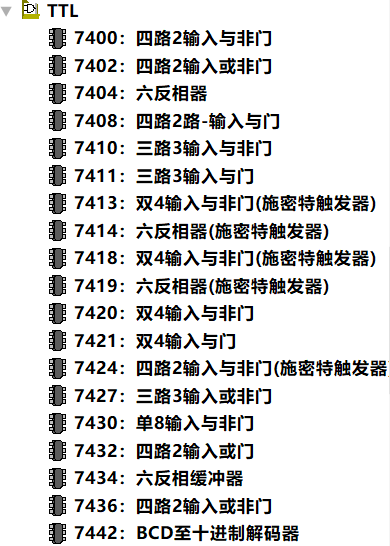 TTL
7400：四路2输入与非门
7402：四路2输入或非门
7404：六反相器
7408：四路2路-输入与门
7410：三路3输入与非门
7411：三路3输入与门
7413：双4输入与非门(施密特触发器)
7414：六反相器(施密特触发器)
7418：双4输入与非门(施密特触发器)
7419：六反相器(施密特触发器)
7420：双4输入与非门
7421：双4输入与门
7424：四路2输入与非门(施密特触发器
7427：三路3输入或非门
7430：单8输入与非门
7432：四路2输入或门
7434：六反相缓冲器
7436：四路2输入或非门
7442：BCD至十进制解码器